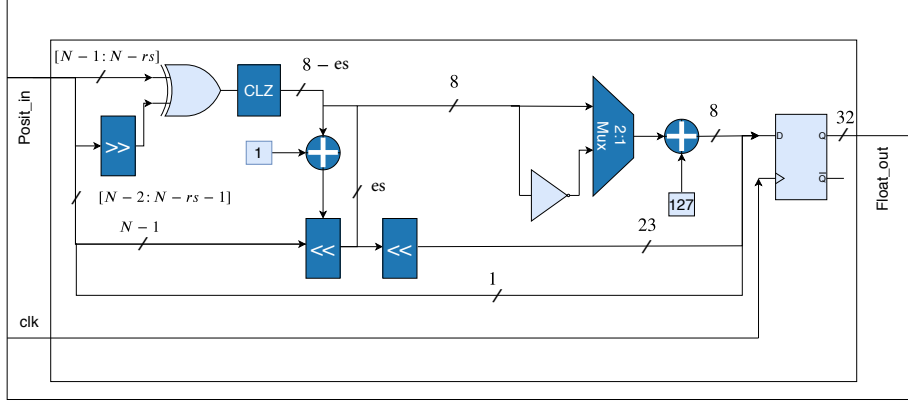 [N − 1 : N − rs]
8 − es
CLZ
8
2:1
Mux
8
32
D
Q
Posit_in
>>
1
es
[N − 2 : N − rs − 1]
127
Q
Float_out
N − 1
<<
<<
23
1
clk